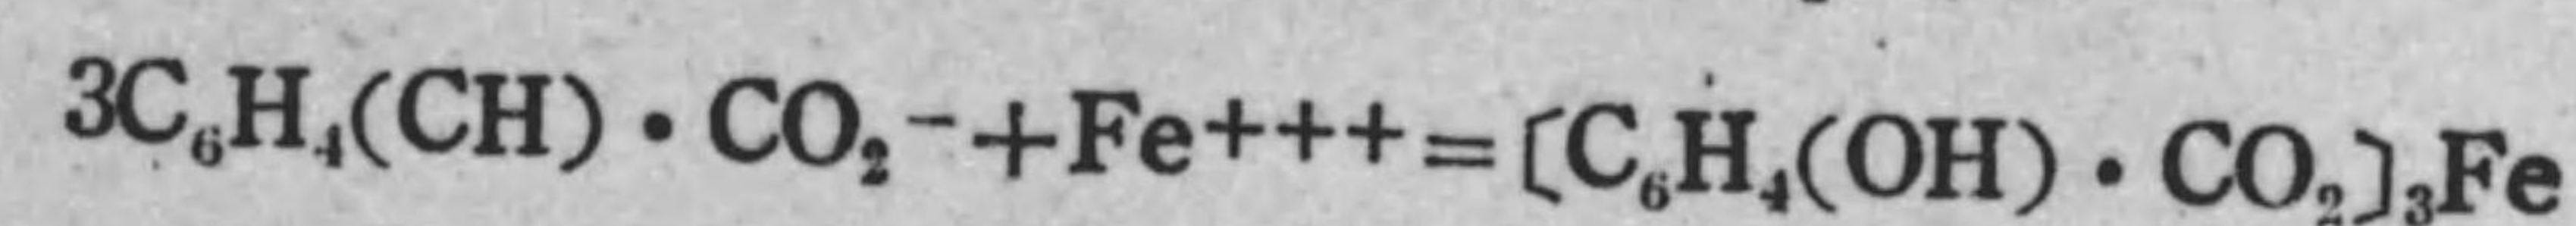 3C₆H₄(CH)・CO₂⁻+Fe⁺⁺⁺=〔C₆H₄(OH)・CO₂〕₃Fe